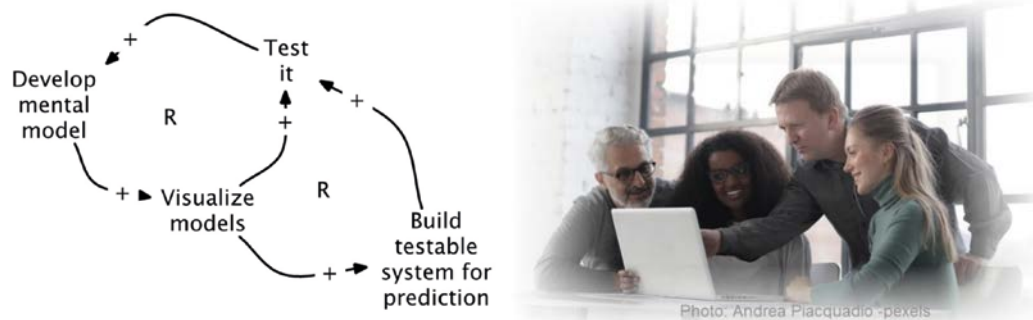 +
Test
it
Develop
mental
model
+
R
+
+
Visualize
models
R
Build
testable
system for
prediction
+
+
Photo: Andrea Piacquadio -pexels